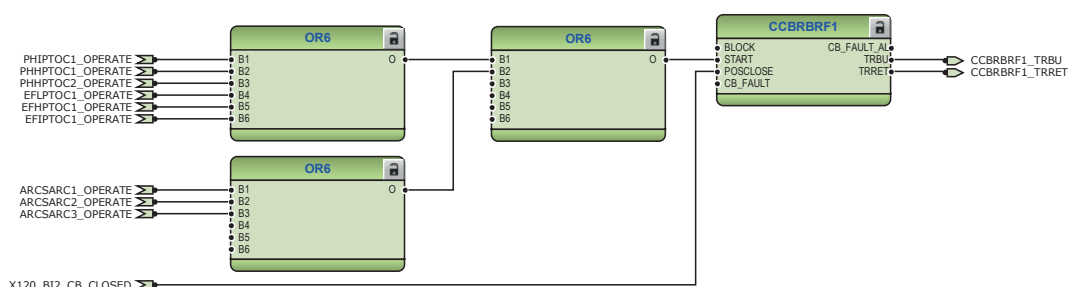 OR6
PHIPTOC1_OPERATE
PHHPTOC1_OPERATE
PHHPTOC2_OPERATE
EFLPTOC1_OPERATE
EFHPTOC1_OPERATE
EFIPTOC1_OPERATE
B1
B2
B3
B4
B5
B6
O
OR6
B1
B2
B3
B4
B5
B6
O
CCBRBRF1
BLOCK
START
POSCLOSE
CB_FAULT
CB_FAULT_AL
TRBU
TRRET
CCBRBRF1_TRBU
CCBRBRF1_TRRET
OR6
ARCSARC1_OPERATE
ARCSARC2_OPERATE
ARCSARC3_OPERATE
B1
B2
B3
B4
B5
B6
O
X120_BI2_CB_CLOSED